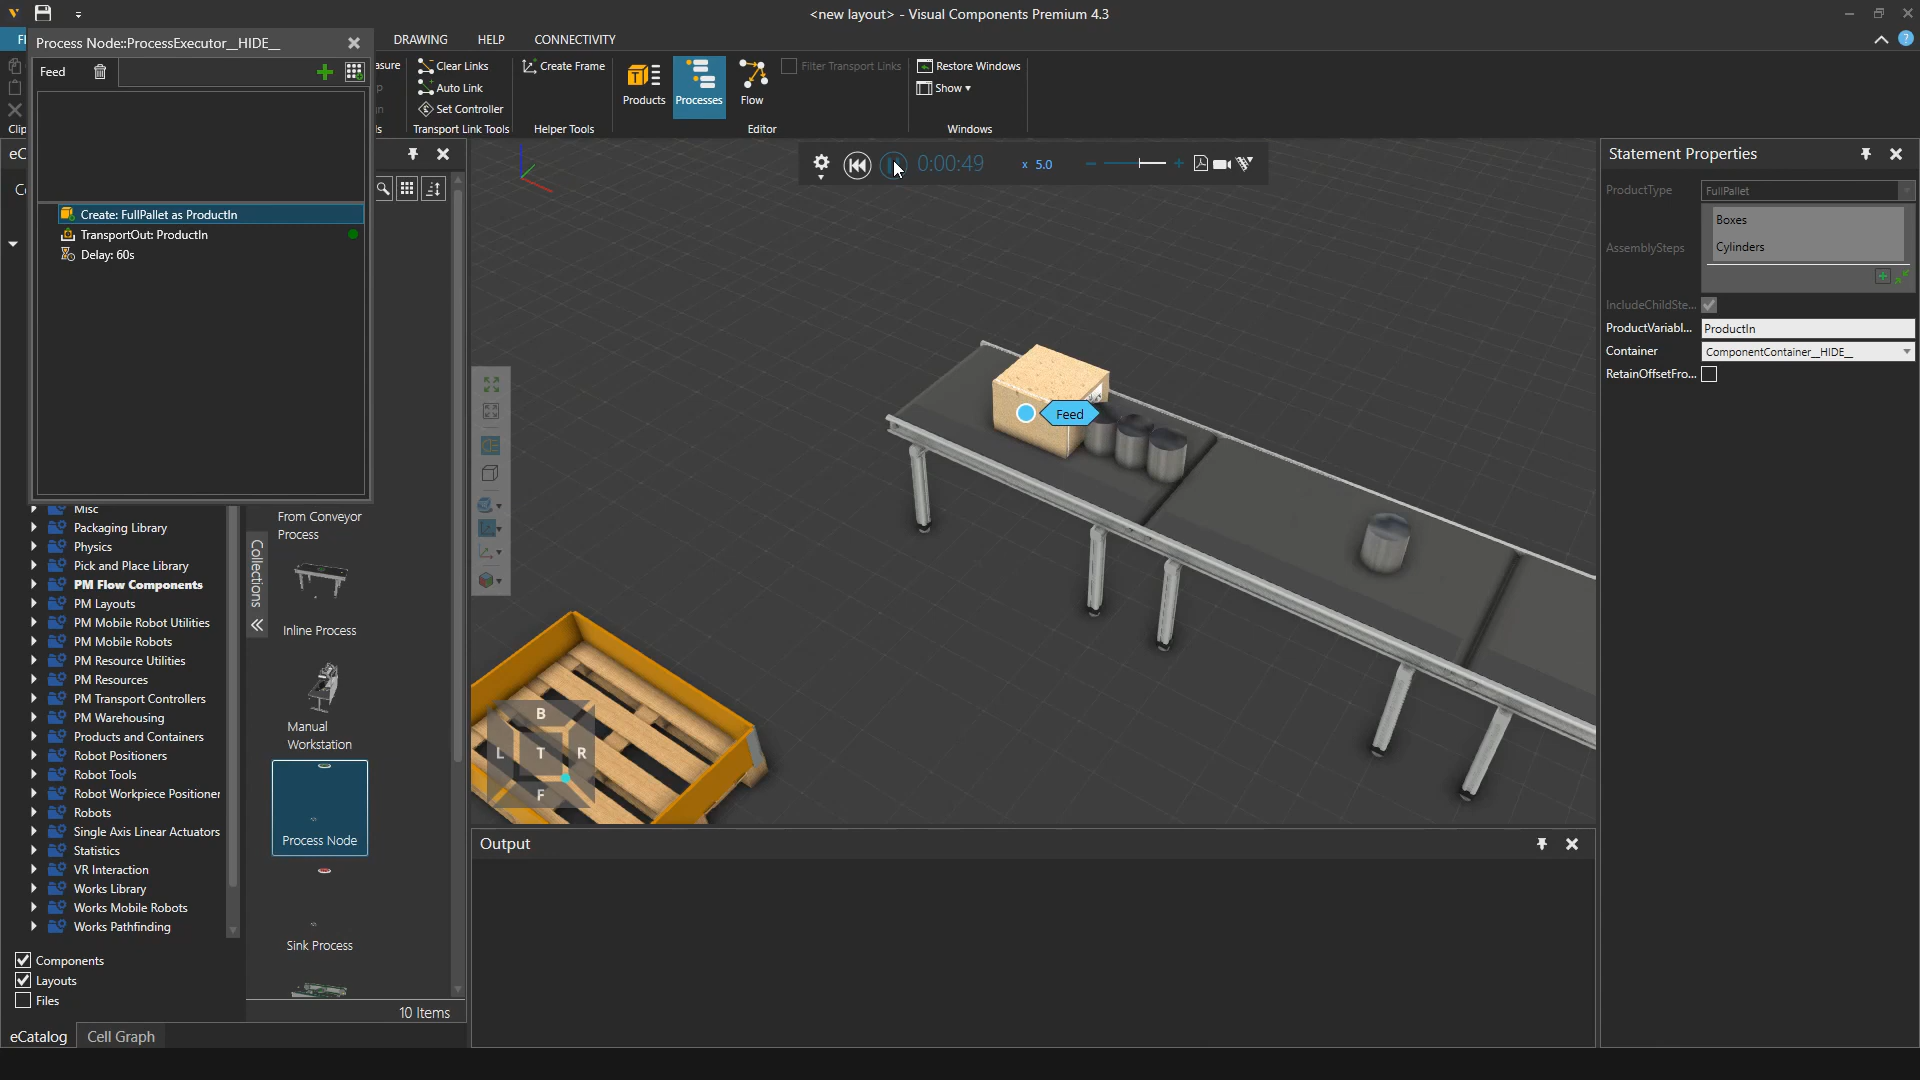 <new layout> - Visual Components Premium 4.3
Process Node::ProcessExecutor__HIDE__
DRAWING
HELP
CONNECTIVITY
Feed
Clear Links
Auto Link
Set Controller
Transport Link Tools
Create Frame
Helper Tools
Products
Processes
Flow
Filter Transport Links
Editor
Restore Windows
Show
Windows
Clip
eC
Create: FullPallet as ProductIn
TransportOut: ProductIn
Delay: 60s
0:00:49
x 5.0
Statement Properties
ProductType
FullPallet
AssemblySteps
Boxes
Cylinders
IncludeChildSte...
ProductVariabl...
ProductIn
Container
ComponentContainer__HIDE__
RetainOffsetFro...
Feed
Misc
Packaging Library
Physics
Pick and Place Library
PM Flow Components
PM Layouts
PM Mobile Robot Utilities
PM Mobile Robots
PM Resource Utilities
PM Resources
PM Transport Controllers
PM Warehousing
Products and Containers
Robot Positioners
Robot Tools
Robot Workpiece Positioner
Robots
Single Axis Linear Actuators
Statistics
VR Interaction
Works Library
Works Mobile Robots
Works Pathfinding
Collections
From Conveyor
Process
Inline Process
Manual
Workstation
Process Node
Sink Process
10 Items
B
L
T
R
F
Output
Components
Layouts
Files
eCatalog
Cell Graph